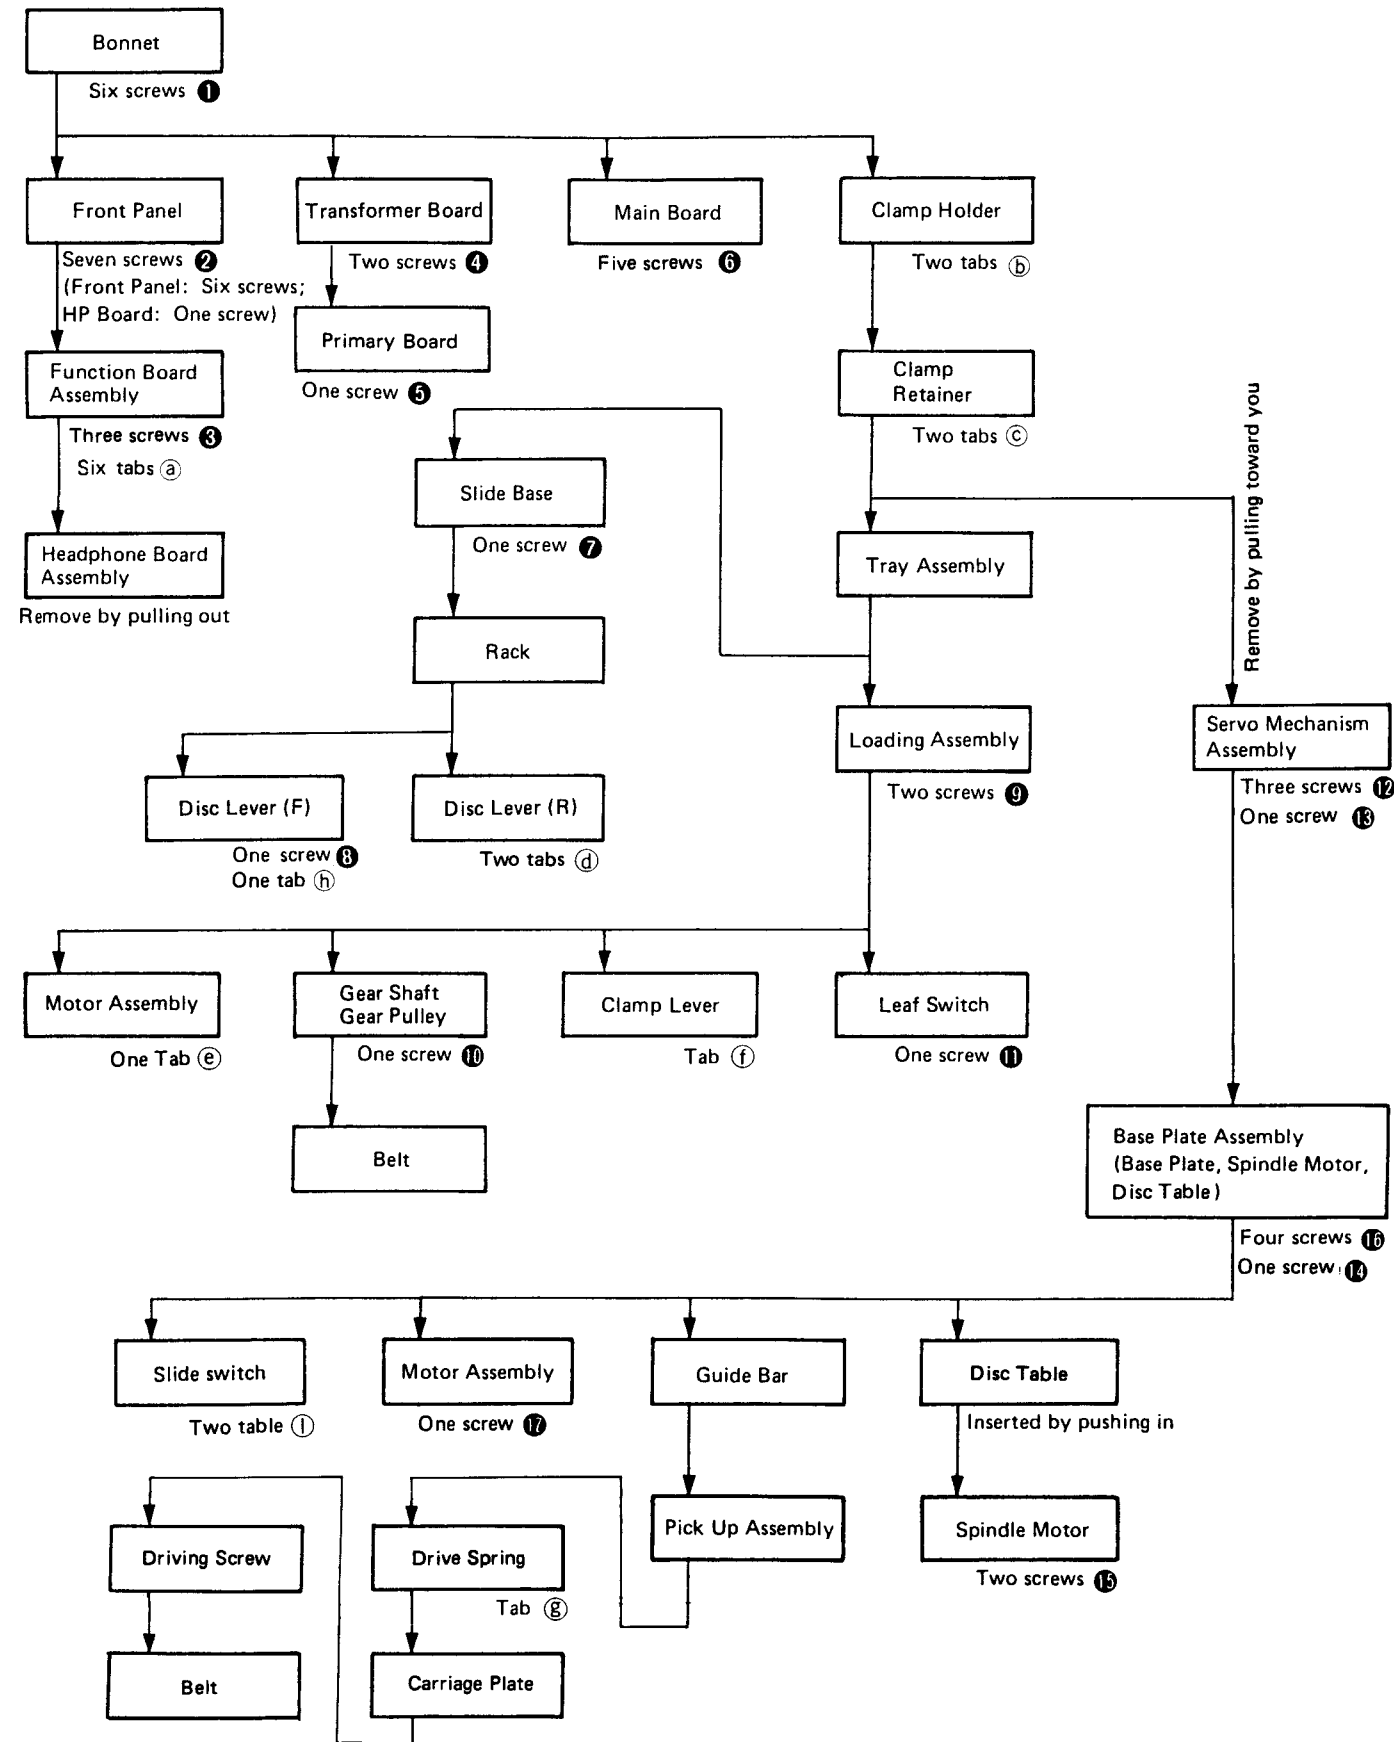 Bonnet
Six screws ❶
Front Panel
Transformer Board
Main Board
Clamp Holder
Seven screws ❷
(Front Panel: Six screws;
HP Board: One screw)
Two screws ❹
Five screws ❻
Two tabs ⓑ
Primary Board
One screw ❺
Function Board
Assembly
Clamp
Retainer
Three screws ❸
Six tabs ⓐ
Two tabs ⓒ
Remove by pulling toward you
Slide Base
One screw ❼
Headphone Board
Assembly
Remove by pulling out
Tray Assembly
Rack
Loading Assembly
Two screws ❾
Servo Mechanism
Assembly
Three screws ⓬
One screw ⓭
Disc Lever (F)
One screw ❽
One tab ⓗ
Disc Lever (R)
Two tabs ⓓ
Motor Assembly
One Tab ⓔ
Gear Shaft
Gear Pulley
One screw ❿
Clamp Lever
Tab ⓕ
Leaf Switch
One screw ⓫
Belt
Base Plate Assembly
(Base Plate, Spindle Motor,
Disc Table)
Four screws ⓰
One screw ⓮
Slide switch
Two table ⓘ
Motor Assembly
One screw ⓱
Guide Bar
Disc Table
Inserted by pushing in
Driving Screw
Drive Spring
Tab ⓖ
Pick Up Assembly
Spindle Motor
Two screws ⓯
Belt
Carriage Plate